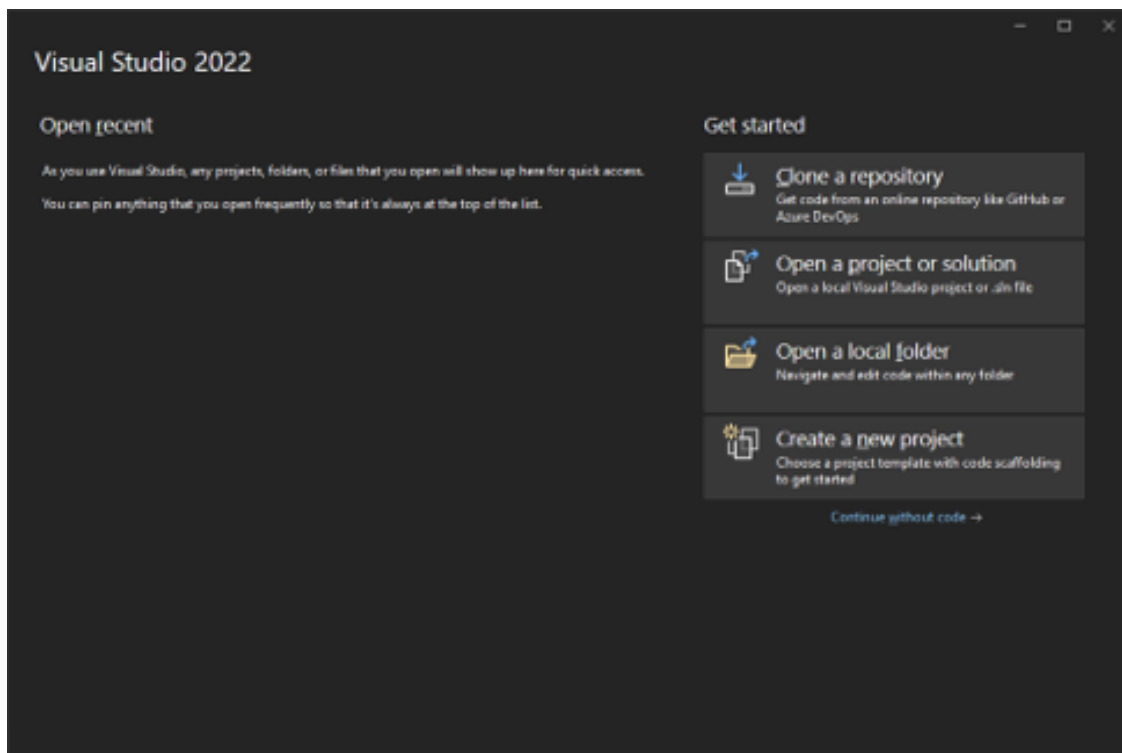 Visual Studio 2022
Open recent
As you use Visual Studio, any projects, folders, or files that you open will show up here for quick access.
You can pin anything that you open frequently so that it's always at the top of the list.
Get started
Clone a repository
Get code from an online repository like GitHub or
Azure DevOps
Open a project or solution
Open a local Visual Studio project or .sln file
Open a local folder
Navigate and edit code within any folder
Create a new project
Choose a project template with code scaffolding
to get started
Continue without code →